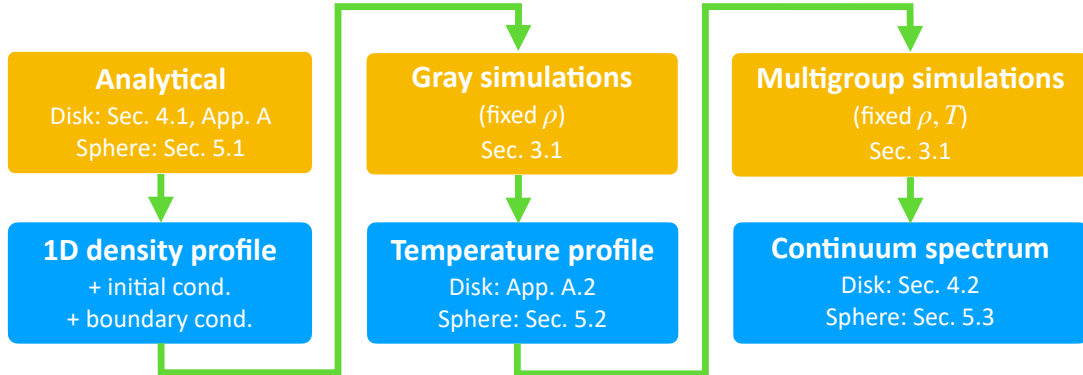 Analytical
Disk: Sec. 4.1, App. A
Sphere: Sec. 5.1
1D density profile
+ initial cond.
+ boundary cond.
Gray simulations
(fixed ρ)
Sec. 3.1
Temperature profile
Disk: App. A.2
Sphere: Sec. 5.2
Multigroup simulations
(fixed ρ, T)
Sec. 3.1
Continuum spectrum
Disk: Sec. 4.2
Sphere: Sec. 5.3